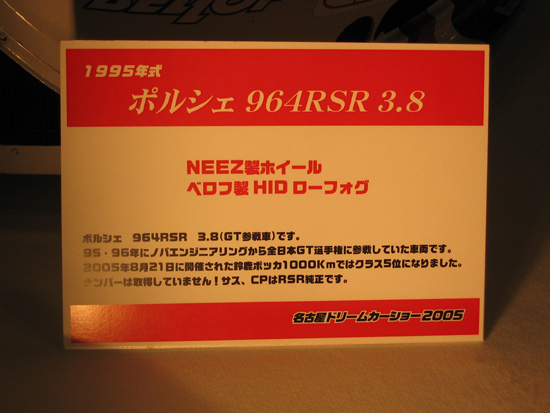 BELLOF
1995年式
ポルシェ 964RSR 3.8
NEEZ製ホイール
ベロフ製 HID ローフォグ
ポルシェ 964RSR 3.8(GT参戦車)です。
95・96年にノバエンジニアリングから全日本GT選手権に参戦していた車両です。
2005年8月21日に開催された鈴鹿ポッカ1000Kmではクラス5位になりました。
ナンバーは取得していません!サス、CPはRSR純正です。
名古屋ドリームカーショー2005